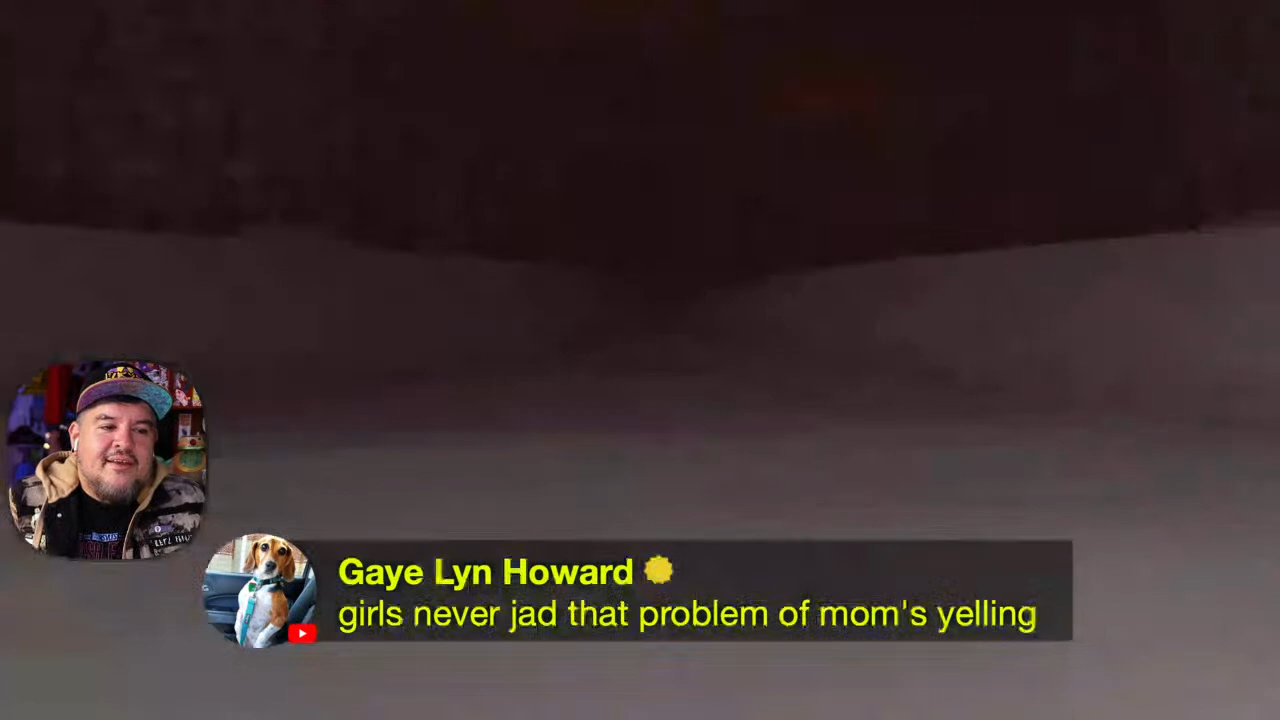 Gaye Lyn Howard
girls never jad that problem of mom's yelling